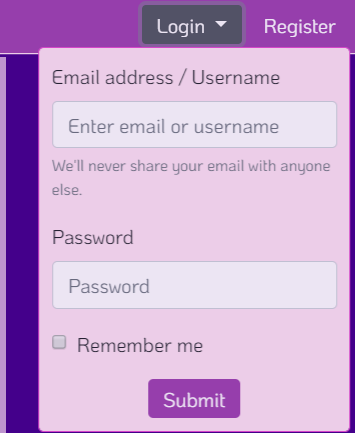 Login Register
Email address / Username
Enter email or username
We'll never share your email with anyone
else.
Password
Password
Remember me
Submit